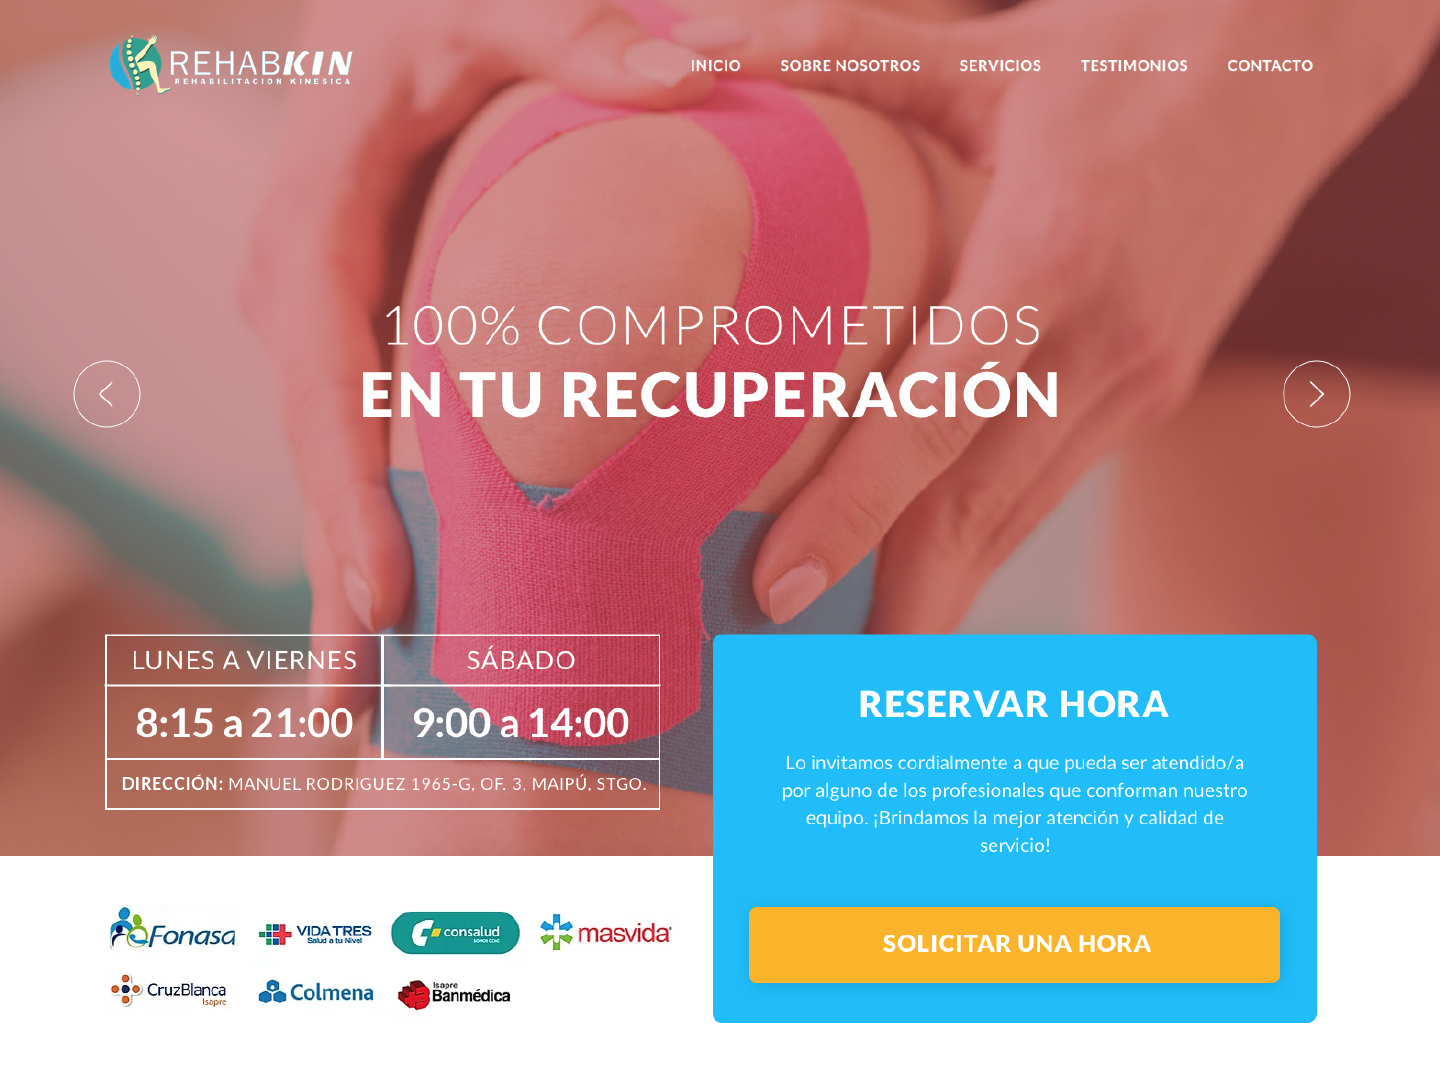 REHABKIN
REHABILITACION KINESICA
INICIO SOBRE NOSOTROS SERVICIOS TESTIMONIOS CONTACTO
100% COMPROMETIDOS
EN TU RECUPERACIÓN
LUNES A VIERNES SÁBADO
8:15 a 21:00 9:00 a 14:00
DIRECCIÓN: MANUEL RODRIGUEZ 1965-G, OF. 3, MAIPÚ, STGO.
RESERVAR HORA
Lo invitamos cordialmente a que pueda ser atendido/a
por alguno de los profesionales que conforman nuestro
equipo. ¡Brindamos la mejor atención y calidad de
servicio!
SOLICITAR UNA HORA
Fonasa
VIDA TRES
Salud a tu Nivel
consalud
SOMOS CChC
masvida
CruzBlanca
Isapre
Colmena
Isapre
Banmédica